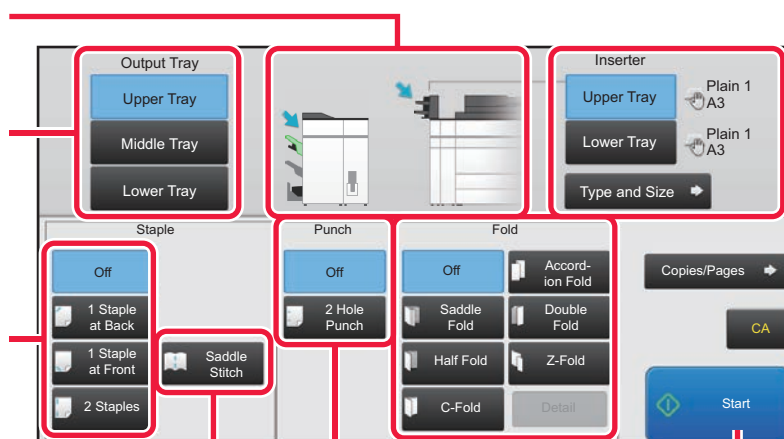 Output Tray
Upper Tray
Middle Tray
Lower Tray
Inserter
Upper Tray
Plain 1
A3
Lower Tray
Plain 1
A3
Type and Size
Staple
Off
1 Staple
at Back
1 Staple
at Front
2 Staples
Saddle
Stitch
Punch
Off
2 Hole
Punch
Fold
Off
Accord-
ion Fold
Saddle
Fold
Double
Fold
Half Fold
Z-Fold
C-Fold
Detail
Copies/Pages
CA
Start